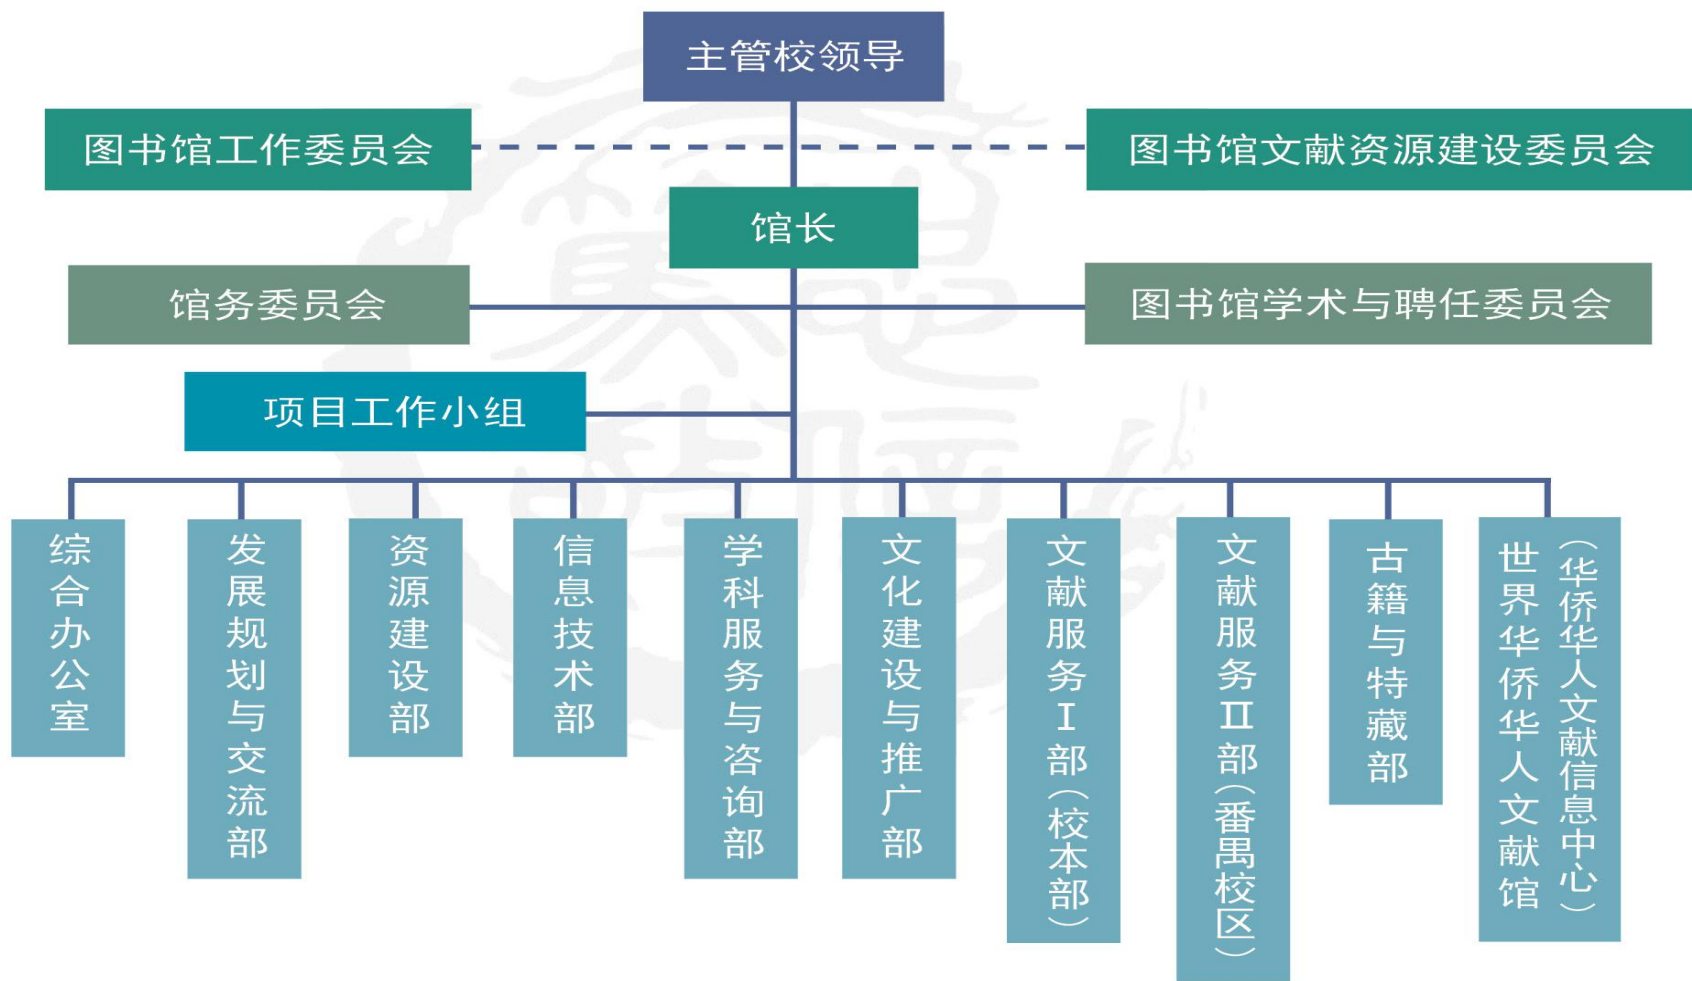 主管校领导
图书馆工作委员会
图书馆文献资源建设委员会
馆长
馆务委员会
图书馆学术与聘任委员会
项目工作小组
综合办公室
发展规划与交流部
资源建设部
信息技术部
学科服务与咨询部
文化建设与推广部
文献服务I部(校本部)
文献服务II部(番禺校区)
古籍与特藏部
世界华侨华人文献馆
(华侨华人文献信息中心)